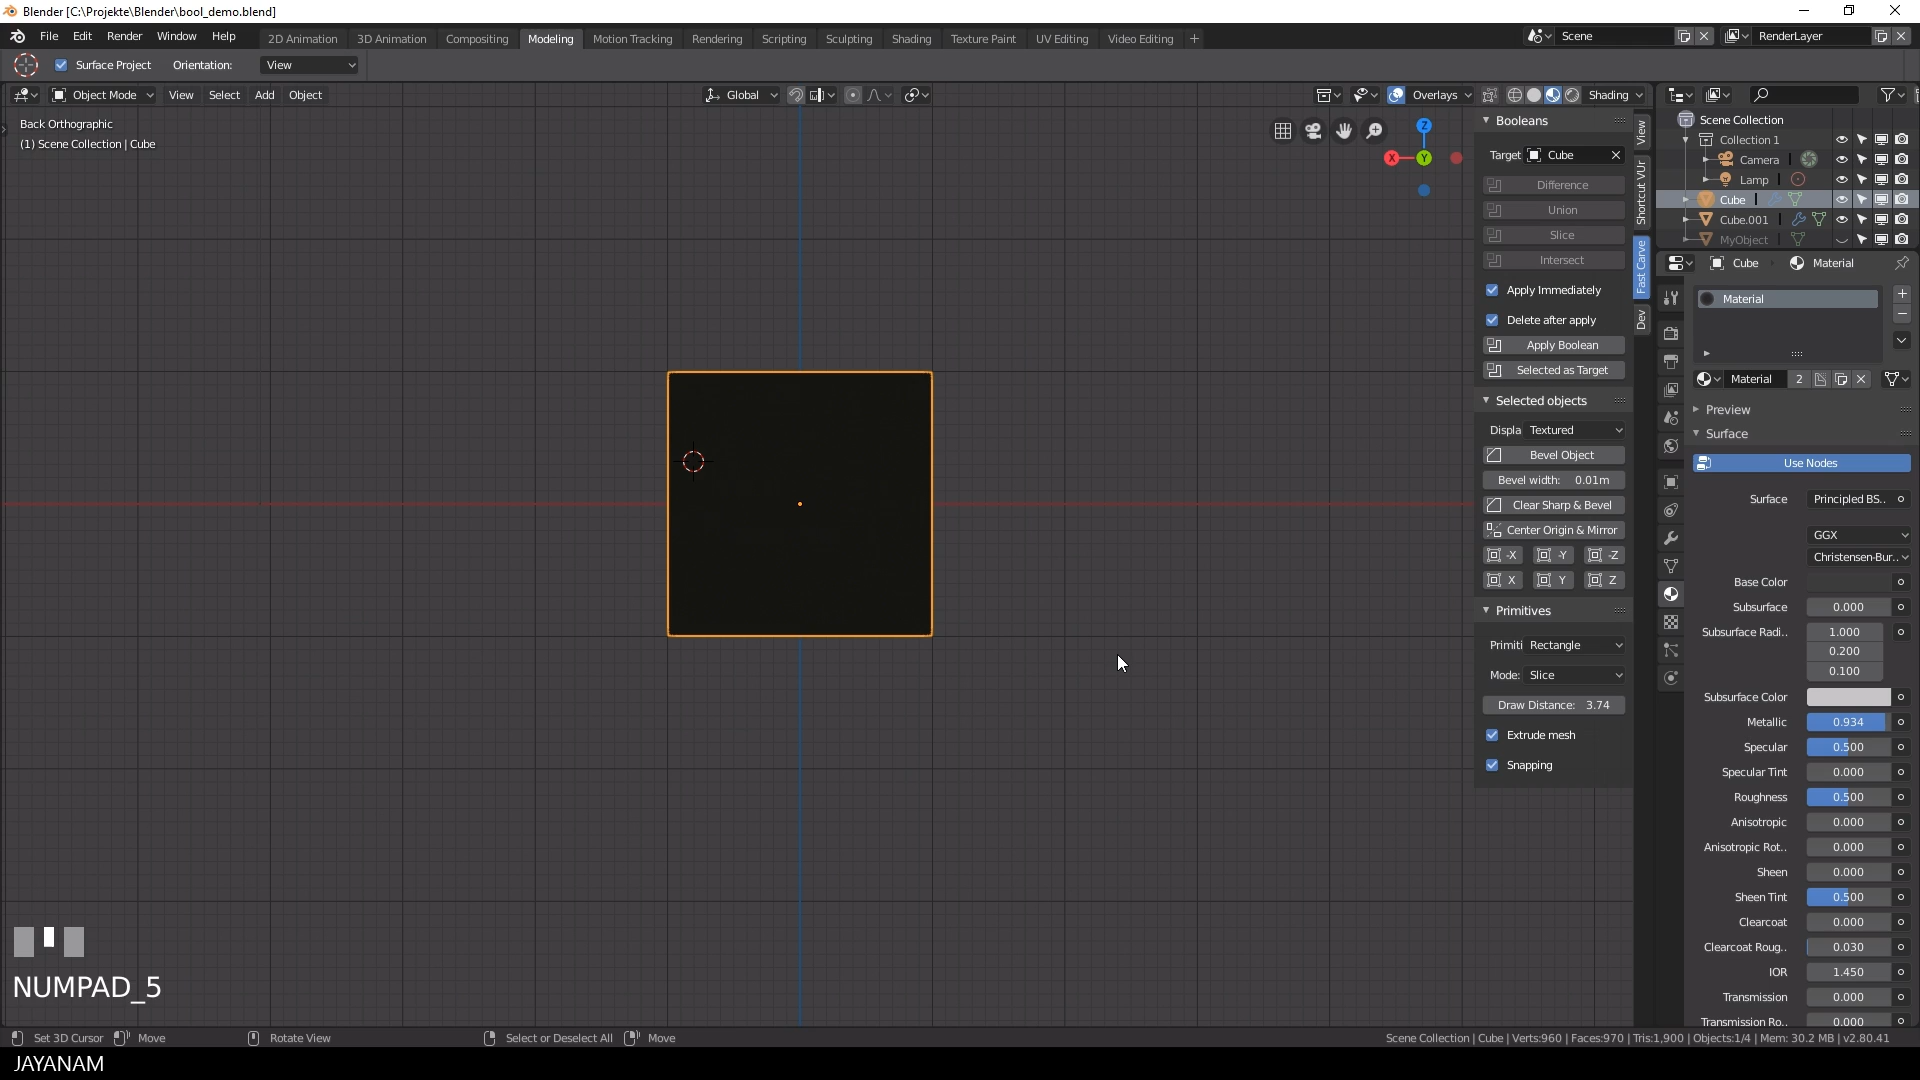 Blender [C:\Projekte\Blender\bool_demo.blend]
File Edit Render Window Help 2D Animation 3D Animation Compositing Modeling Motion Tracking Rendering Scripting Sculpting Shading Texture Paint UV Editing Video Editing + Scene RenderLayer
Surface Project Orientation: View
Object Mode View Select Add Object Global Overlays Shading
Back Orthographic
(1) Scene Collection | Cube
Z
X
Y
Booleans
Target Cube
Difference
Union
Slice
Intersect
Apply Immediately
Delete after apply
Apply Boolean
Selected as Target
Selected objects
Displa Textured
Bevel Object
Bevel width: 0.01m
Clear Sharp & Bevel
Center Origin & Mirror
-X -Y -Z
X Y Z
Primitives
Primiti Rectangle
Mode: Slice
Draw Distance: 3.74
Extrude mesh
Snapping
View
Shortcut VUr
Fast Carve
Dev
Scene Collection
Collection 1
Camera
Lamp
Cube
Cube.001
MyObject
Cube Material
Material
Material 2
Preview
Surface
Use Nodes
Surface Principled BS..
GGX
Christensen-Bur..
Base Color
Subsurface 0.000
Subsurface Radi.. 1.000
0.200
0.100
Subsurface Color
Metallic 0.934
Specular 0.500
Specular Tint 0.000
Roughness 0.500
Anisotropic 0.000
Anisotropic Rot.. 0.000
Sheen 0.000
Sheen Tint 0.500
Clearcoat 0.000
Clearcoat Roug.. 0.030
IOR 1.450
Transmission 0.000
Transmission Ro.. 0.000
NUMPAD_5
Set 3D Cursor Move Rotate View Select or Deselect All Move Scene Collection | Cube | Verts:960 | Faces:970 | Tris:1,900 | Objects:1/4 | Mem: 30.2 MB | v2.80.41
JAYANAM